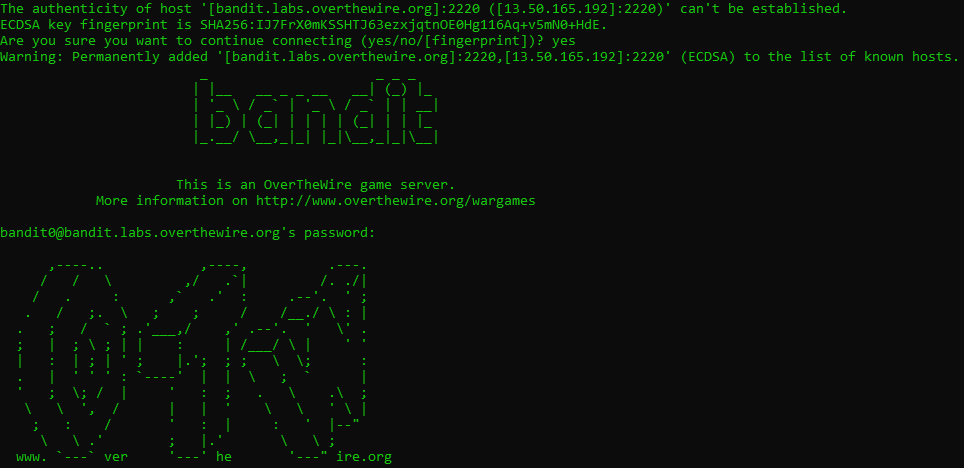 The authenticity of host '[bandit.labs.overthewire.org]:2220 ([13.50.165.192]:2220)' can't be established.
ECDSA key fingerprint is SHA256:IJ7FrX0mKSSHTJ63ezxjqtnOE0Hg116Aq+v5mN0+HdE.
Are you sure you want to continue connecting (yes/no/[fingerprint])? yes
Warning: Permanently added '[bandit.labs.overthewire.org]:2220,[13.50.165.192]:2220' (ECDSA) to the list of known hosts.
bandit
This is an OverTheWire game server.
More information on http://www.overthewire.org/wargames
bandit0@bandit.labs.overthewire.org's password:
www. ver he ire.org